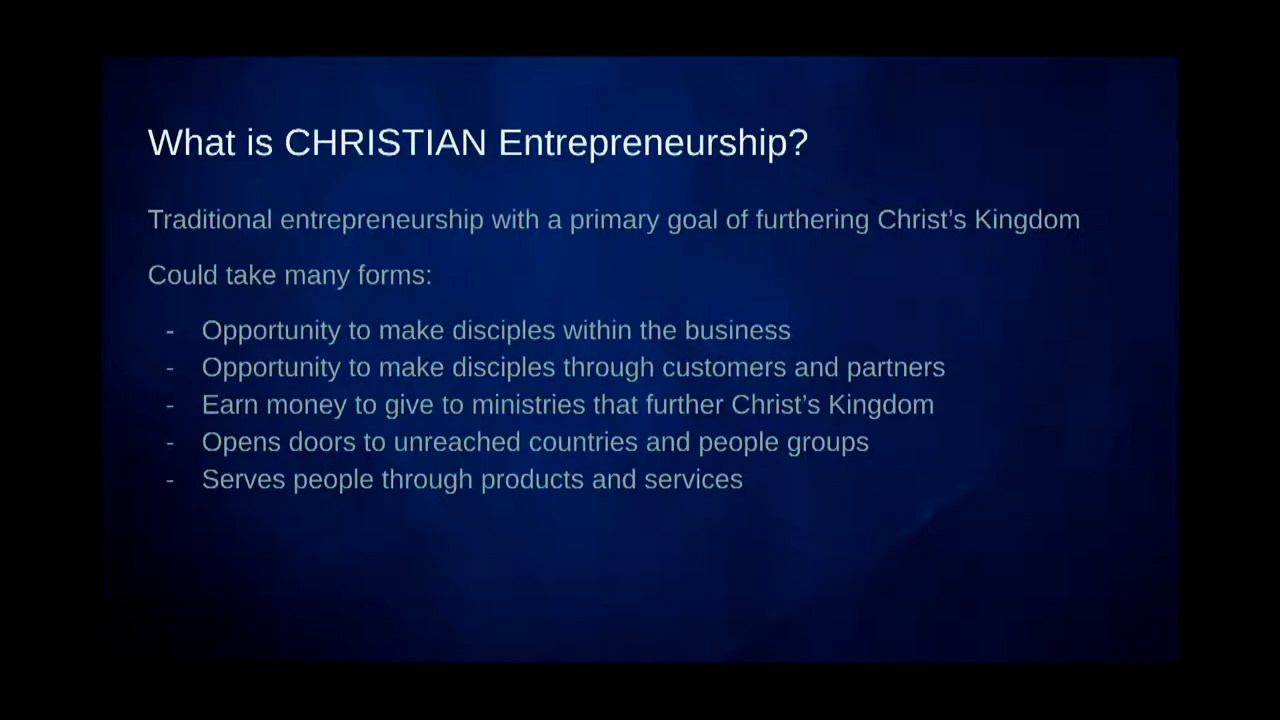 What is CHRISTIAN Entrepreneurship?
Traditional entrepreneurship with a primary goal of furthering Christ’s Kingdom
Could take many forms:
- Opportunity to make disciples within the business
- Opportunity to make disciples through customers and partners
- Earn money to give to ministries that further Christ’s Kingdom
- Opens doors to unreached countries and people groups
- Serves people through products and services